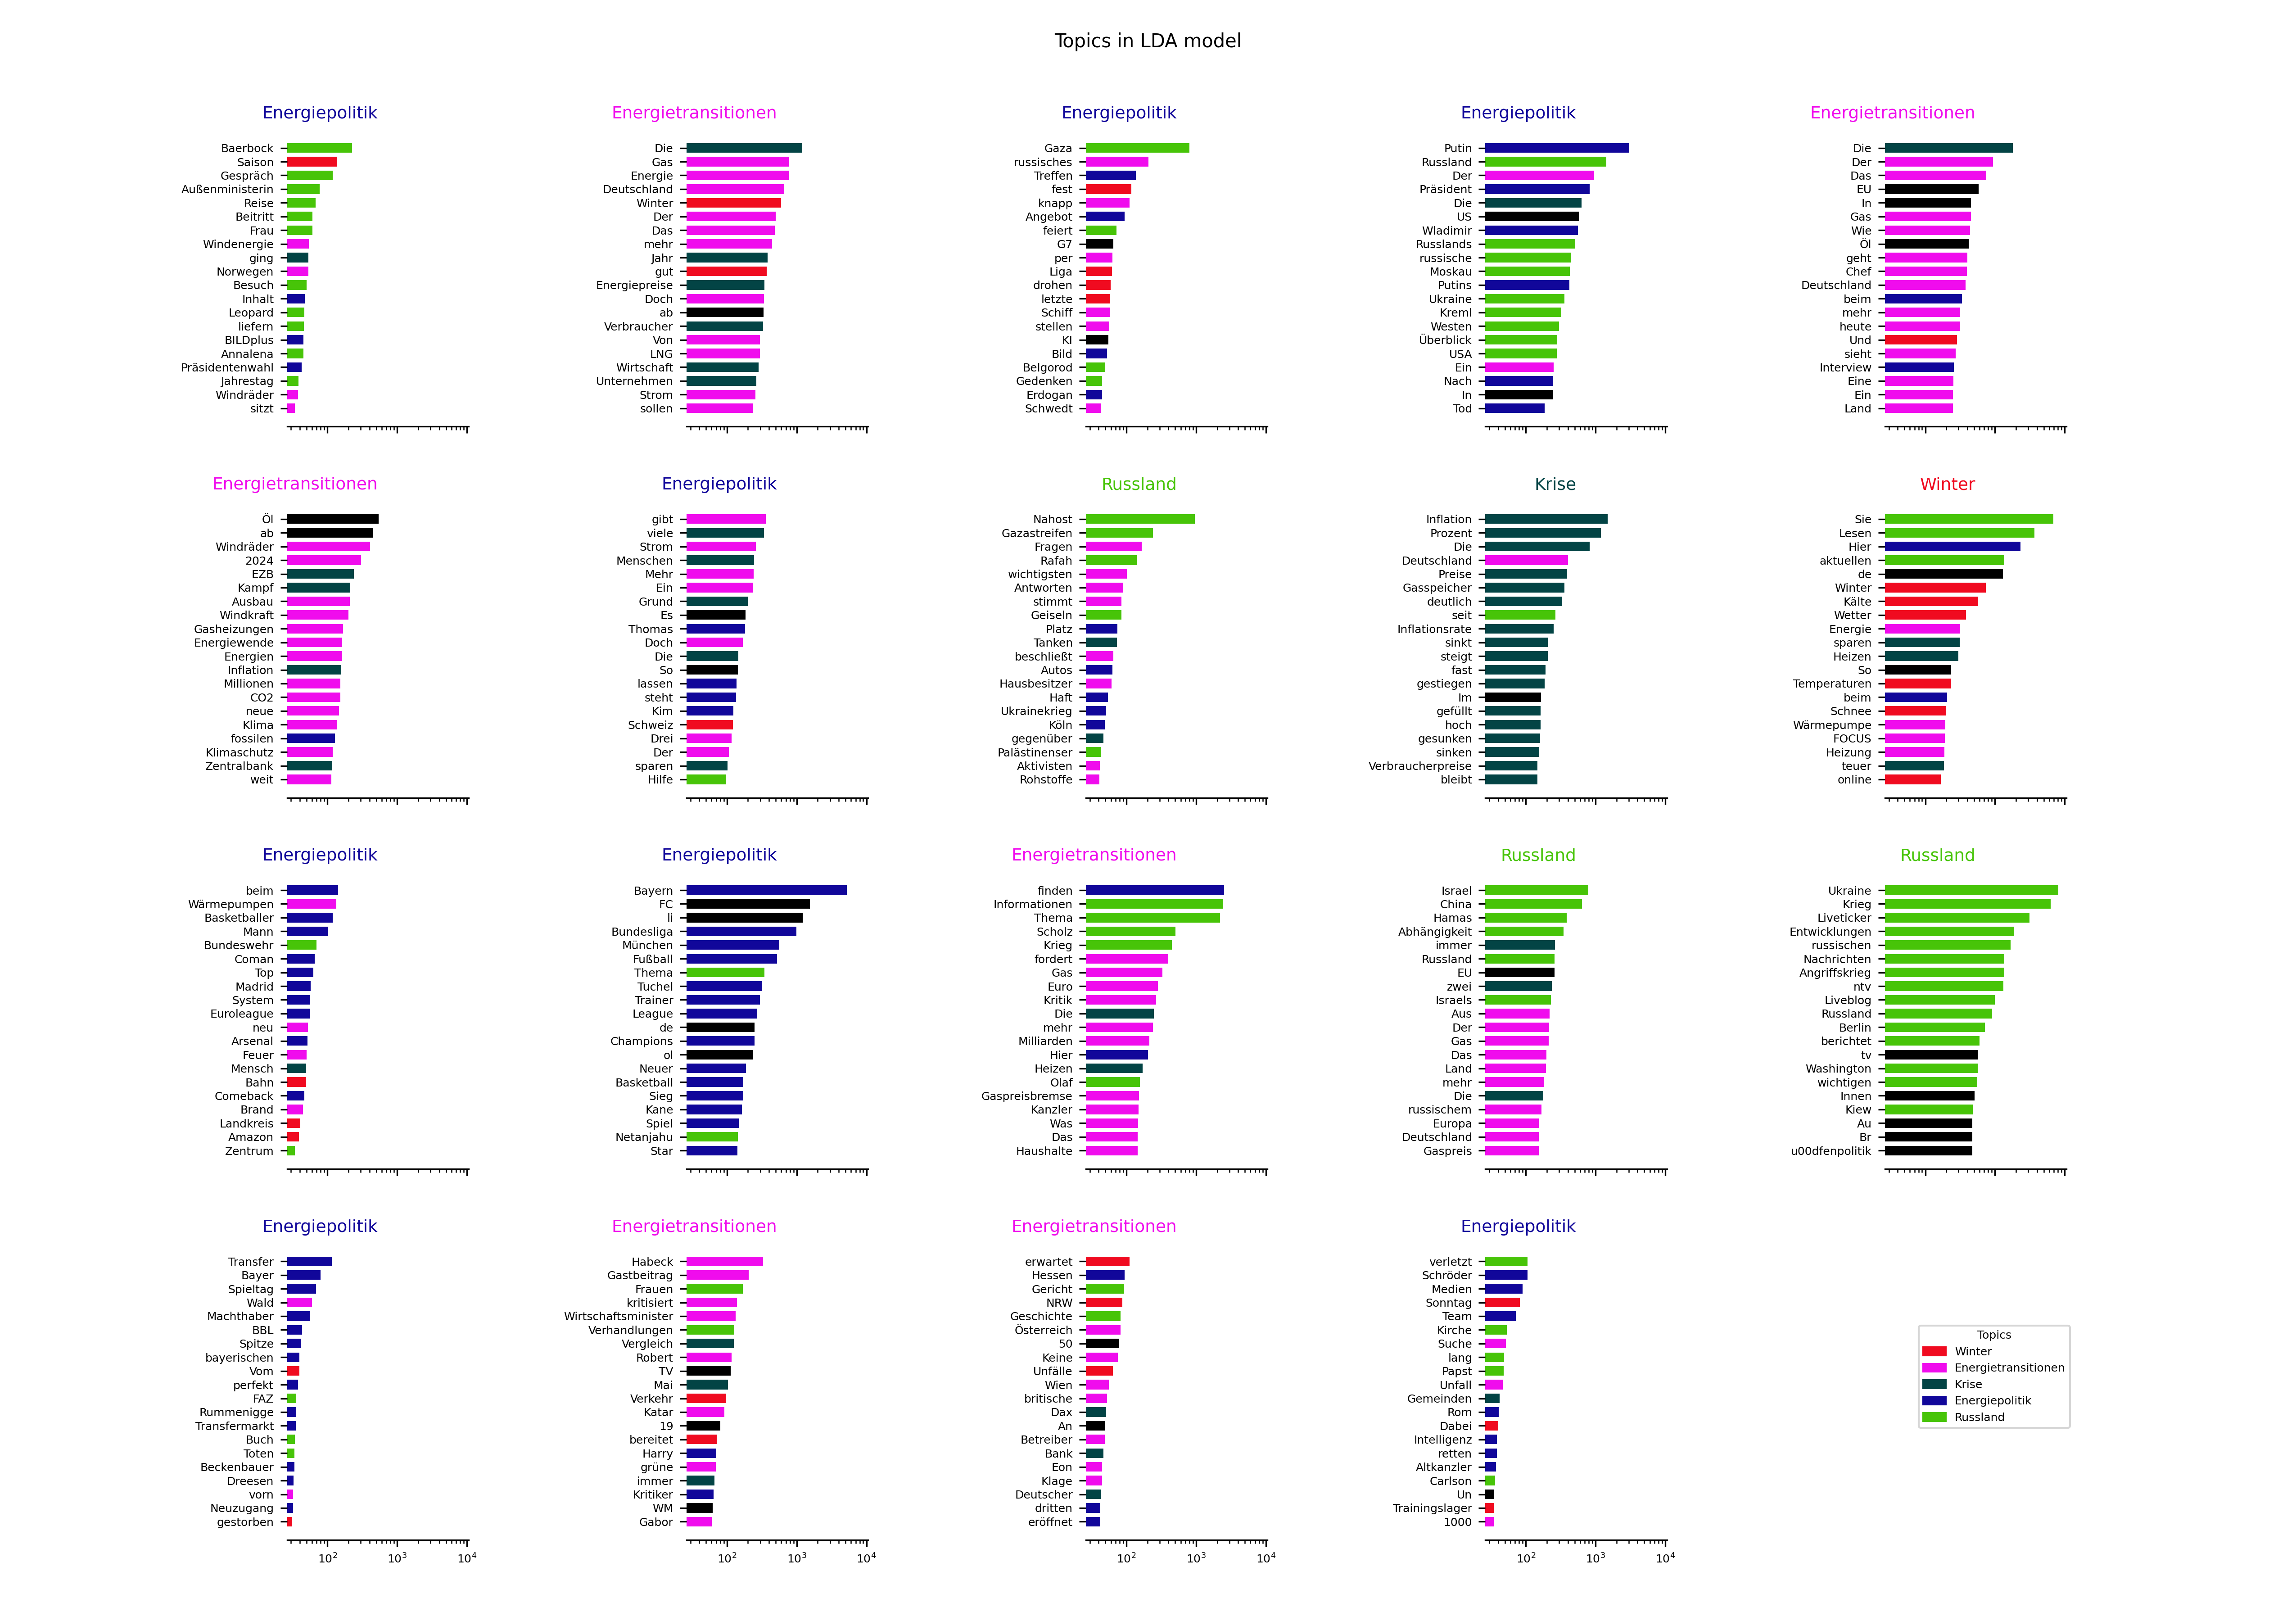 Topics in LDA model
Energiepolitik
Baerbock
Saison
Gespräch
Außenministerin
Reise
Beitritt
Frau
Windenergie
ging
Norwegen
Besuch
Inhalt
Leopard
liefern
BILDplus
Annalena
Präsidentenwahl
Jahrestag
Windräder
sitzt
Energietransitionen
Die
Gas
Energie
Deutschland
Winter
Der
Das
mehr
Jahr
gut
Energiepreise
Doch
ab
Verbraucher
Von
LNG
Wirtschaft
Unternehmen
Strom
sollen
Energiepolitik
Gaza
russisches
Treffen
fest
knapp
Angebot
feiert
G7
per
Liga
drohen
letzte
Schiff
stellen
KI
Bild
Belgorod
Gedenken
Erdogan
Schwedt
Energiepolitik
Putin
Russland
Der
Präsident
Die
US
Wladimir
Russlands
russische
Moskau
Putins
Ukraine
Kreml
Westen
Überblick
USA
Ein
Nach
In
Tod
Energietransitionen
Die
Der
Das
EU
In
Gas
Wie
Öl
geht
Chef
Deutschland
beim
mehr
heute
Und
sieht
Interview
Eine
Ein
Land
Energietransitionen
Öl
ab
Windräder
2024
EZB
Kampf
Ausbau
Windkraft
Gasheizungen
Energiewende
Energien
Inflation
Millionen
CO2
neue
Klima
fossilen
Klimaschutz
Zentralbank
weit
Energiepolitik
gibt
viele
Strom
Menschen
Mehr
Ein
Grund
Es
Thomas
Doch
Die
So
lassen
steht
Kim
Schweiz
Drei
Der
sparen
Hilfe
Russland
Nahost
Gazastreifen
Fragen
Rafah
wichtigsten
Antworten
stimmt
Geiseln
Platz
Tanken
beschließt
Autos
Hausbesitzer
Haft
Ukrainekrieg
Köln
gegenüber
Palästinenser
Aktivisten
Rohstoffe
Krise
Inflation
Prozent
Die
Deutschland
Preise
Gasspeicher
deutlich
seit
Inflationsrate
sinkt
steigt
fast
gestiegen
Im
gefüllt
hoch
gesunken
sinken
Verbraucherpreise
bleibt
Winter
Sie
Lesen
Hier
aktuellen
de
Winter
Kälte
Wetter
Energie
sparen
Heizen
So
Temperaturen
beim
Schnee
Wärmepumpe
FOCUS
Heizung
teuer
online
Energiepolitik
beim
Wärmepumpen
Basketballer
Mann
Bundeswehr
Coman
Top
Madrid
System
Euroleague
neu
Arsenal
Feuer
Mensch
Bahn
Comeback
Brand
Landkreis
Amazon
Zentrum
Energiepolitik
Bayern
FC
li
Bundesliga
München
Fußball
Thema
Tuchel
Trainer
League
de
Champions
ol
Neuer
Basketball
Sieg
Kane
Spiel
Netanjahu
Star
Energietransitionen
finden
Informationen
Thema
Scholz
Krieg
fordert
Gas
Euro
Kritik
Die
mehr
Milliarden
Hier
Heizen
Olaf
Gaspreisbremse
Kanzler
Was
Das
Haushalte
Russland
Israel
China
Hamas
Abhängigkeit
immer
Russland
EU
zwei
Israels
Aus
Der
Gas
Das
Land
mehr
Die
russischem
Europa
Deutschland
Gaspreis
Russland
Ukraine
Krieg
Liveticker
Entwicklungen
russischen
Nachrichten
Angriffskrieg
ntv
Liveblog
Russland
Berlin
berichtet
tv
Washington
wichtigen
Innen
Kiew
Au
Br
u00dfenpolitik
Energiepolitik
Transfer
Bayer
Spieltag
Wald
Machthaber
BBL
Spitze
bayerischen
Vom
perfekt
FAZ
Rummenigge
Transfermarkt
Buch
Toten
Beckenbauer
Dreesen
vorn
Neuzugang
gestorben
10² 10³ 10⁴
Energietransitionen
Habeck
Gastbeitrag
Frauen
kritisiert
Wirtschaftsminister
Verhandlungen
Vergleich
Robert
TV
Mai
Verkehr
Katar
19
bereitet
Harry
grüne
immer
Kritiker
WM
Gabor
10² 10³ 10⁴
Energietransitionen
erwartet
Hessen
Gericht
NRW
Geschichte
Österreich
50
Keine
Unfälle
Wien
britische
Dax
An
Betreiber
Bank
Eon
Klage
Deutscher
dritten
eröffnet
10² 10³ 10⁴
Energiepolitik
verletzt
Schröder
Medien
Sonntag
Team
Kirche
Suche
lang
Papst
Unfall
Gemeinden
Rom
Dabei
Intelligenz
retten
Altkanzler
Carlson
Un
Trainingslager
1000
10² 10³ 10⁴
Topics
Winter
Energietransitionen
Krise
Energiepolitik
Russland